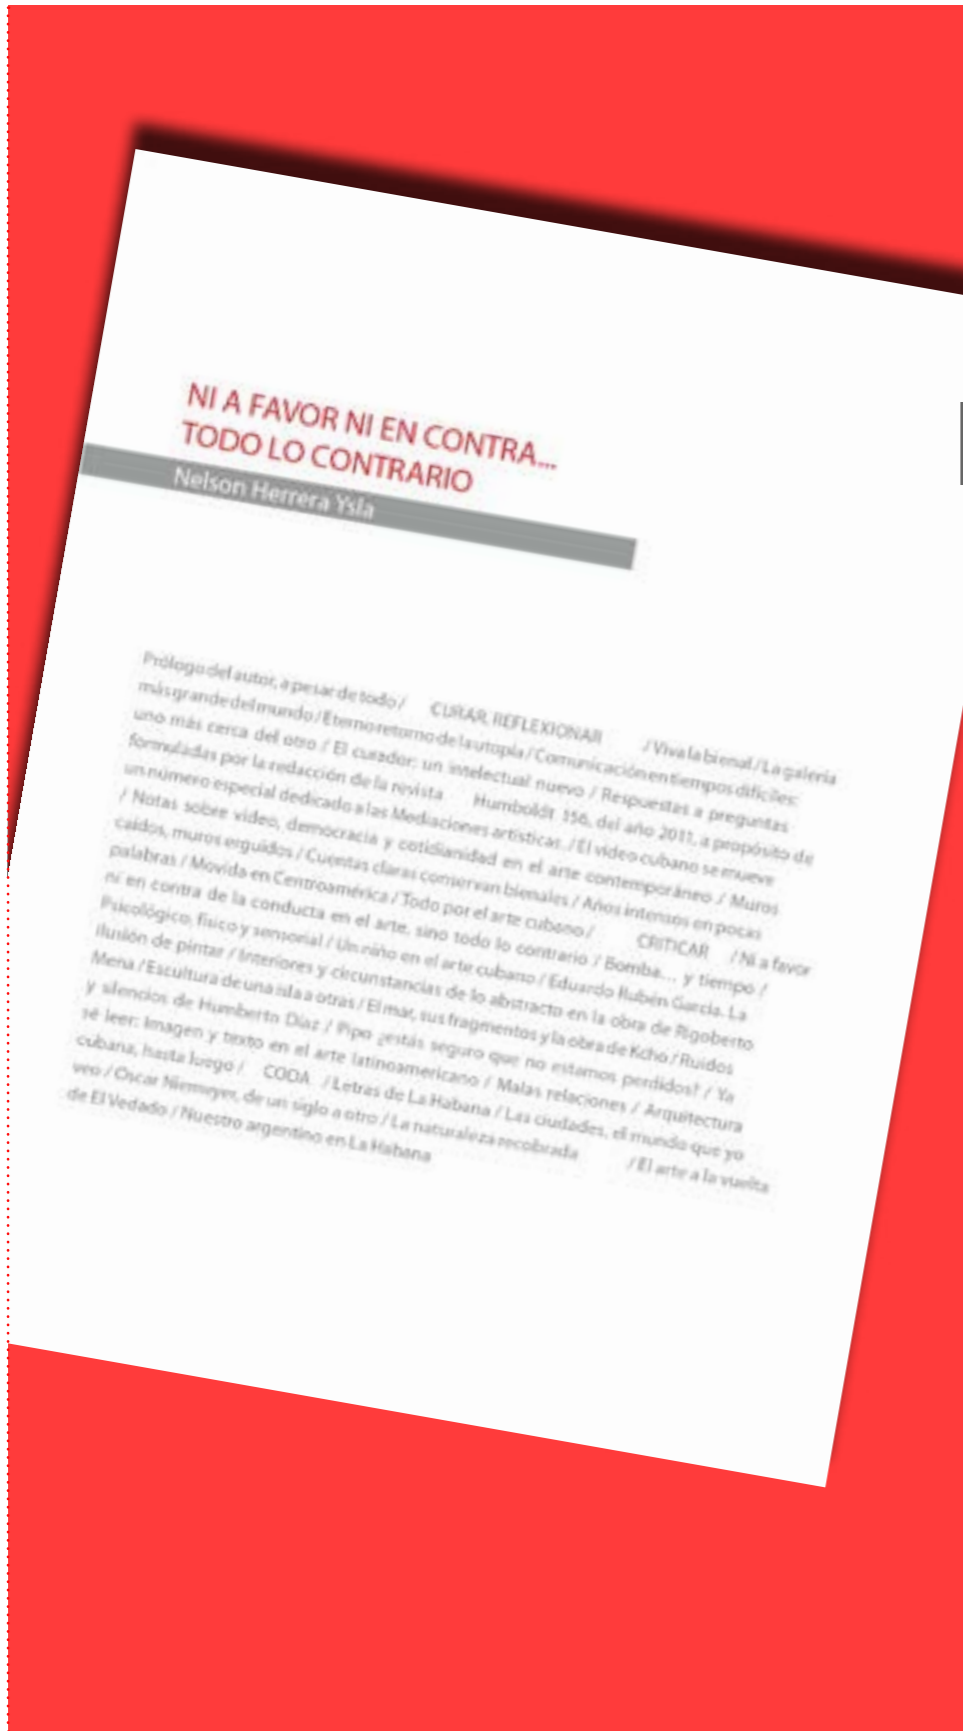 NI A FAVOR NI EN CONTRA...
TODO LO CONTRARIO
Nelson Herrera Ysla
Prólogo del autor, a pesar de todo / CURAR, REFLEXIONAR / Viva la bienal / La galería
más grande del mundo / Eterno retorno de la utopía / Comunicación en tiempos difíciles:
uno más cerca del otro / El curador: un intelectual nuevo / Respuestas a preguntas
formuladas por la redacción de la revista Humboldt 156, del año 2011, a propósito de
un número especial dedicado a las Mediaciones artísticas. / El video cubano se mueve
/ Notas sobre video, democracia y cotidianidad en el arte contemporáneo / Muros
caídos, muros erguidos / Cuentas claras conservan bienales / Años intensos en pocas
palabras / Movida en Centroamérica / Todo por el arte cubano / CRITICAR / Ni a favor
ni en contra de la conducta en el arte, sino todo lo contrario / Bomba... y tiempo /
Psicológico, físico y sensorial / Un niño en el arte cubano / Eduardo Rubén García. La
ilusión de pintar / Interiores y circunstancias de lo abstracto en la obra de Rigoberto
Mena / Escultura de una isla a otras / El mar, sus fragmentos y la obra de Kcho / Ruidos
y silencios de Humberto Díaz / Pipo ¿estás seguro que no estamos perdidos? / Ya
sé leer: Imagen y texto en el arte latinoamericano / Malas relaciones / Arquitectura
cubana, hasta luego / CODA / Letras de La Habana / Las ciudades, el mundo que yo
veo / Oscar Niemeyer, de un siglo a otro / La naturaleza recobrada / El arte a la vuelta
de El Vedado / Nuestro argentino en La Habana